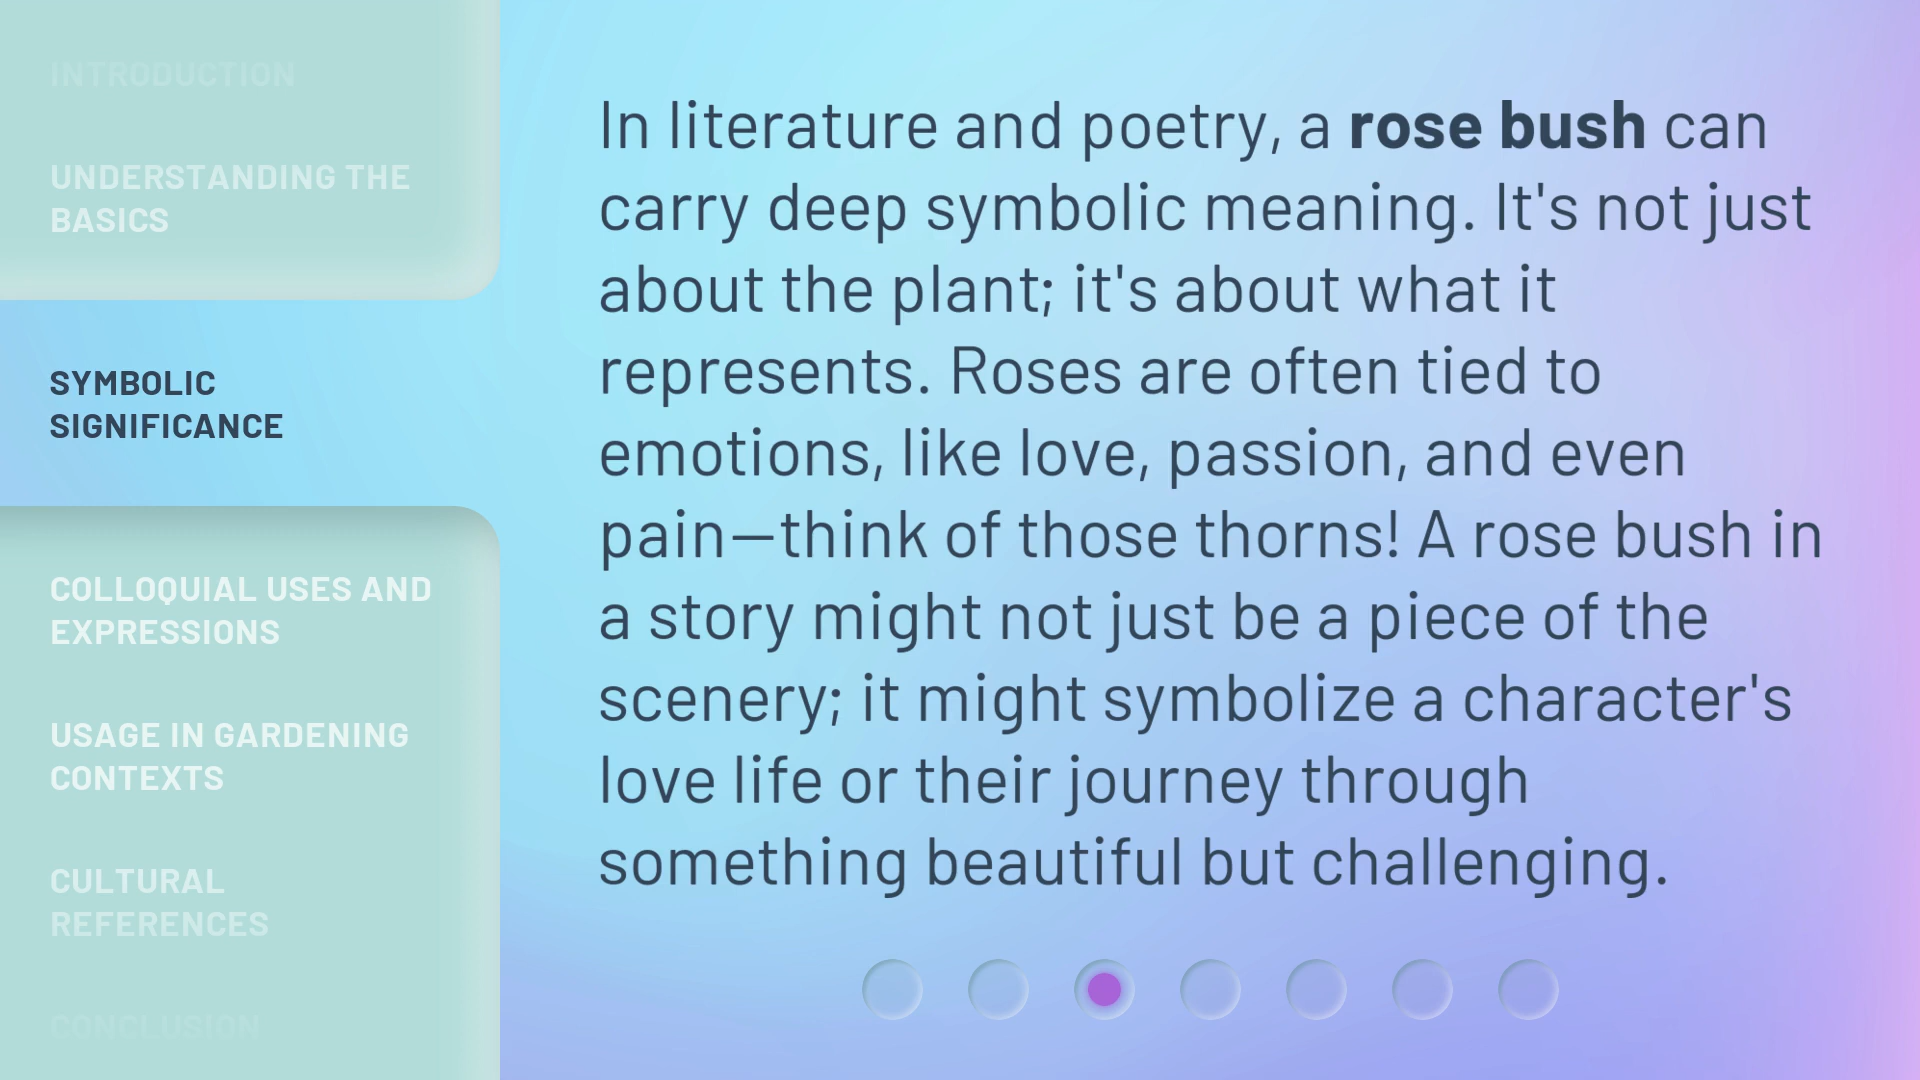 INTRODUCTION
UNDERSTANDING THE
BASICS
SYMBOLIC
SIGNIFICANCE
COLLOQUIAL USES AND
EXPRESSIONS
USAGE IN GARDENING
CONTEXTS
CULTURAL
REFERENCES
CONCLUSION
In literature and poetry, a rose bush can
carry deep symbolic meaning. It's not just
about the plant; it's about what it
represents. Roses are often tied to
emotions, like love, passion, and even
pain—think of those thorns! A rose bush in
a story might not just be a piece of the
scenery; it might symbolize a character's
love life or their journey through
something beautiful but challenging.